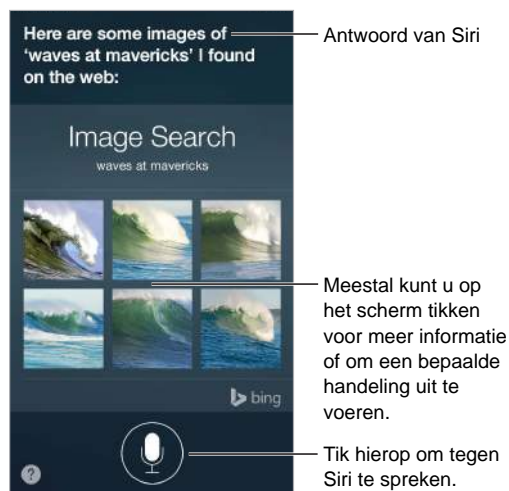 Here are some images of
‘waves at mavericks’ I found
on the web:
Antwoord van Siri
Image Search
waves at mavericks
Meestal kunt u op
het scherm tikken
voor meer informatie
of om een bepaalde
handeling uit te
voeren.
bing
?
Tik hierop om tegen
Siri te spreken.